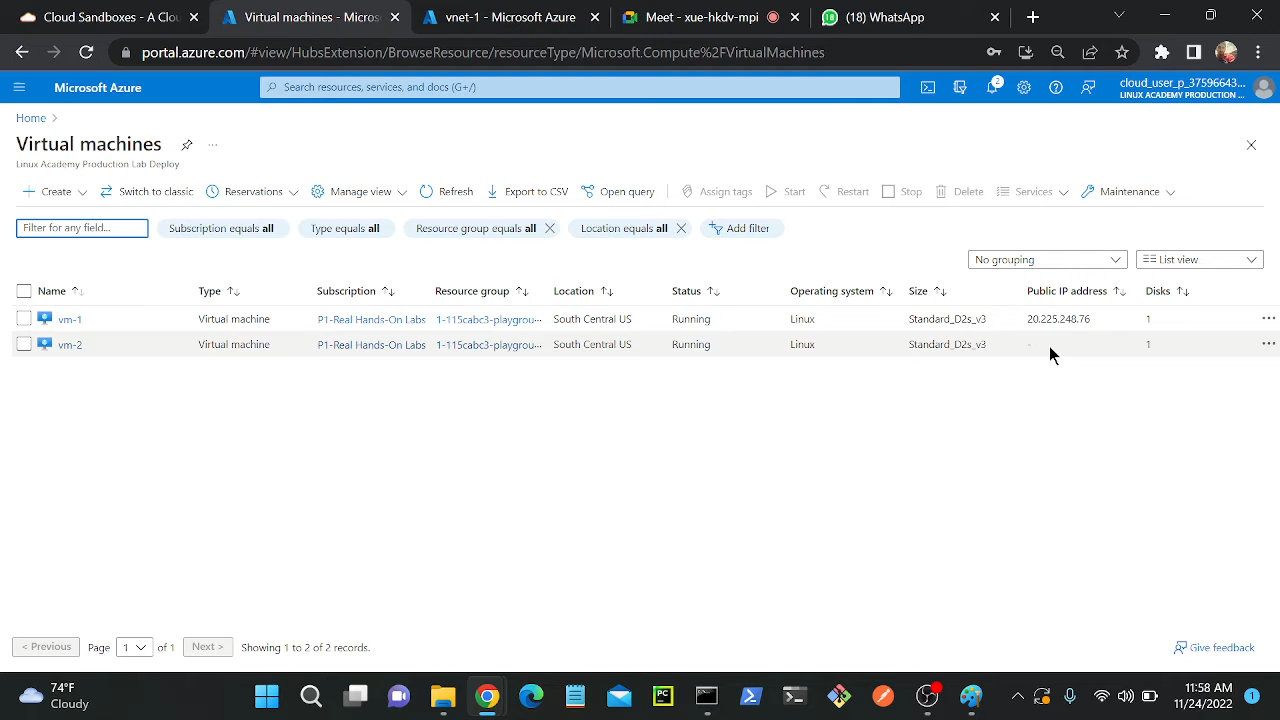 Cloud Sandboxes - A Clou
Virtual machines - Micros
vnet-1 - Microsoft Azure
Meet - xue-hkdv-mpi
(18) WhatsApp
portal.azure.com/#view/HubsExtension/BrowseResource/resourceType/Microsoft.Compute%2FVirtualMachines
Microsoft Azure
Search resources, services, and docs (G+/)
2
cloud_user_p_37596643...
LINUX ACADEMY PRODUCTION ...
Home >
Virtual machines
...
Linux Academy Production Lab Deploy
Create
Switch to classic
Reservations
Manage view
Refresh
Export to CSV
Open query
Assign tags
Start
Restart
Stop
Delete
Services
Maintenance
Filter for any field...
Subscription equals all
Type equals all
Resource group equals all
Location equals all
Add filter
No grouping
List view
Name Type Subscription Resource group Location Status Operating system Size Public IP address Disks
vm-1 Virtual machine P1-Real Hands-On Labs 1-115cabc3-playgrou... South Central US Running Linux Standard_D2s_v3 20.225.248.76 1 ...
vm-2 Virtual machine P1-Real Hands-On Labs 1-115cabc3-playgrou... South Central US Running Linux Standard_D2s_v3 - 1 ...
< Previous Page 1 of 1 Next > Showing 1 to 2 of 2 records.
Give feedback
74°F
Cloudy
PC
11:58 AM
11/24/2022
1